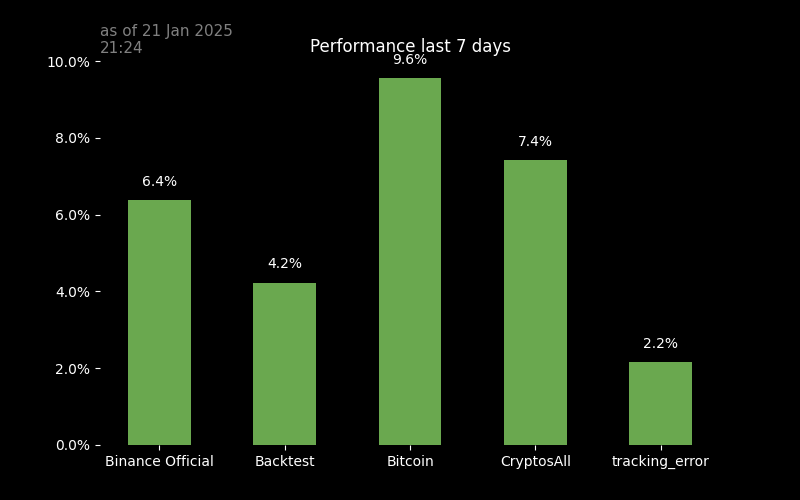 as of 21 Jan 2025
21:24
Performance last 7 days
10.0%
8.0%
6.0%
4.0%
2.0%
0.0%
6.4%
4.2%
9.6%
7.4%
2.2%
Binance Official
Backtest
Bitcoin
CryptosAll
tracking_error